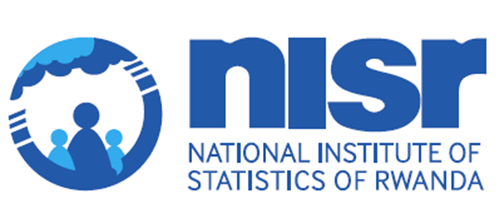 nisr
NATIONAL INSTITUTE OF
STATISTICS OF RWANDA